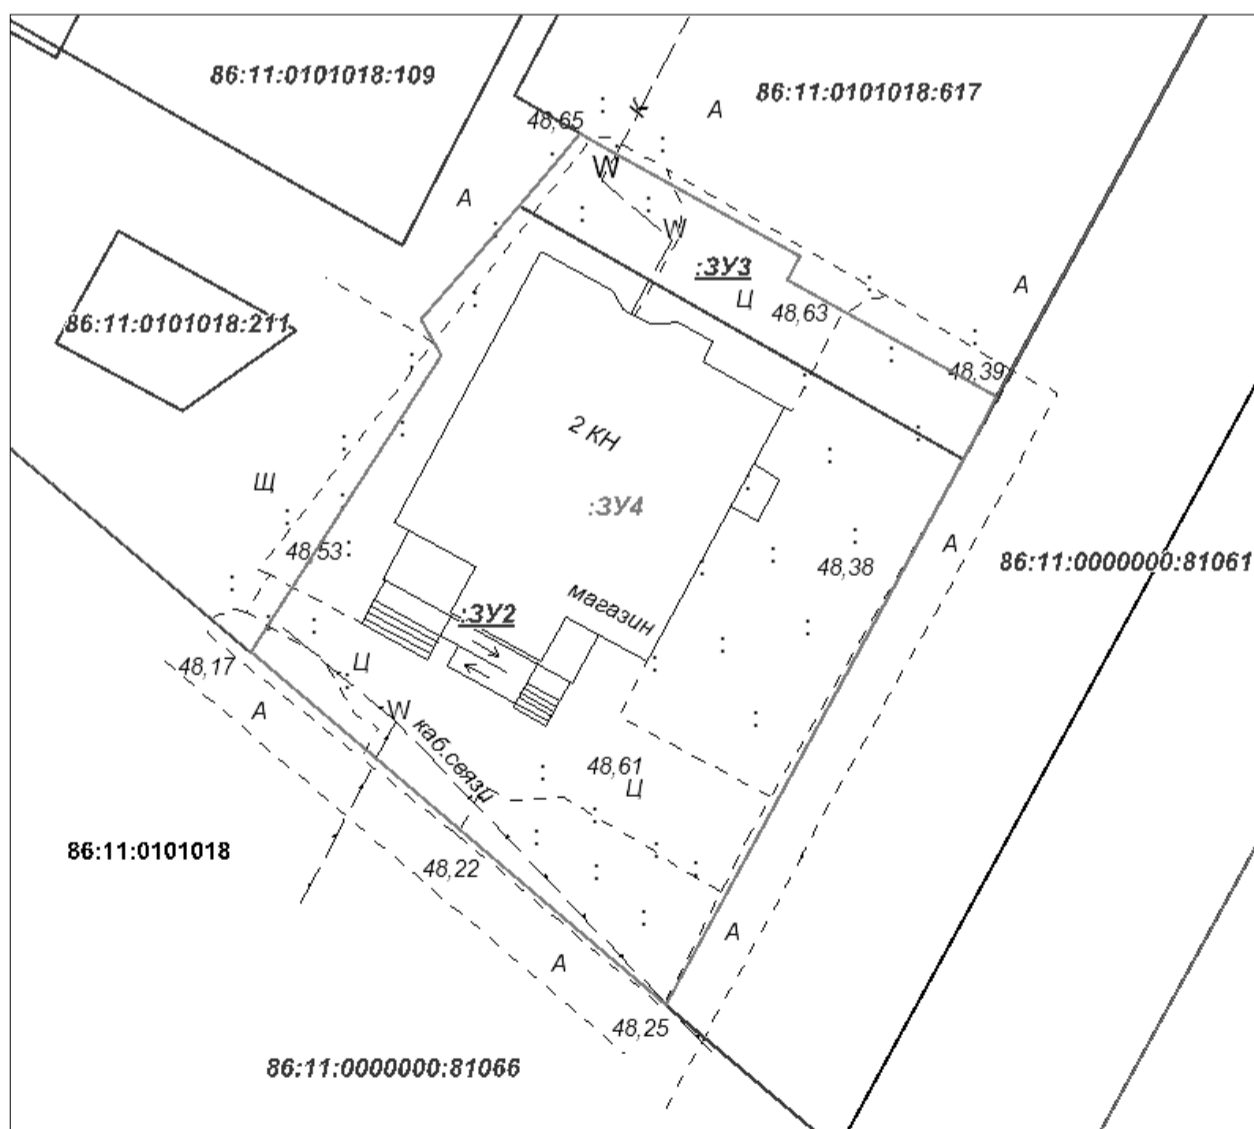 86:11:0101018:109
86:11:0101018:617
А
К
48,65
W
А
W
:ЗУ3
Ц
48,63
А
86:11:0101018:211
48,39
2 КН
Щ
:ЗУ4
48,53
48,38
А
86:11:0000000:81061
магазин
:ЗУ2
48,17
Ц
А
W
каб.связи
48,61
Ц
86:11:0101018
48,22
А
А
48,25
86:11:0000000:81066